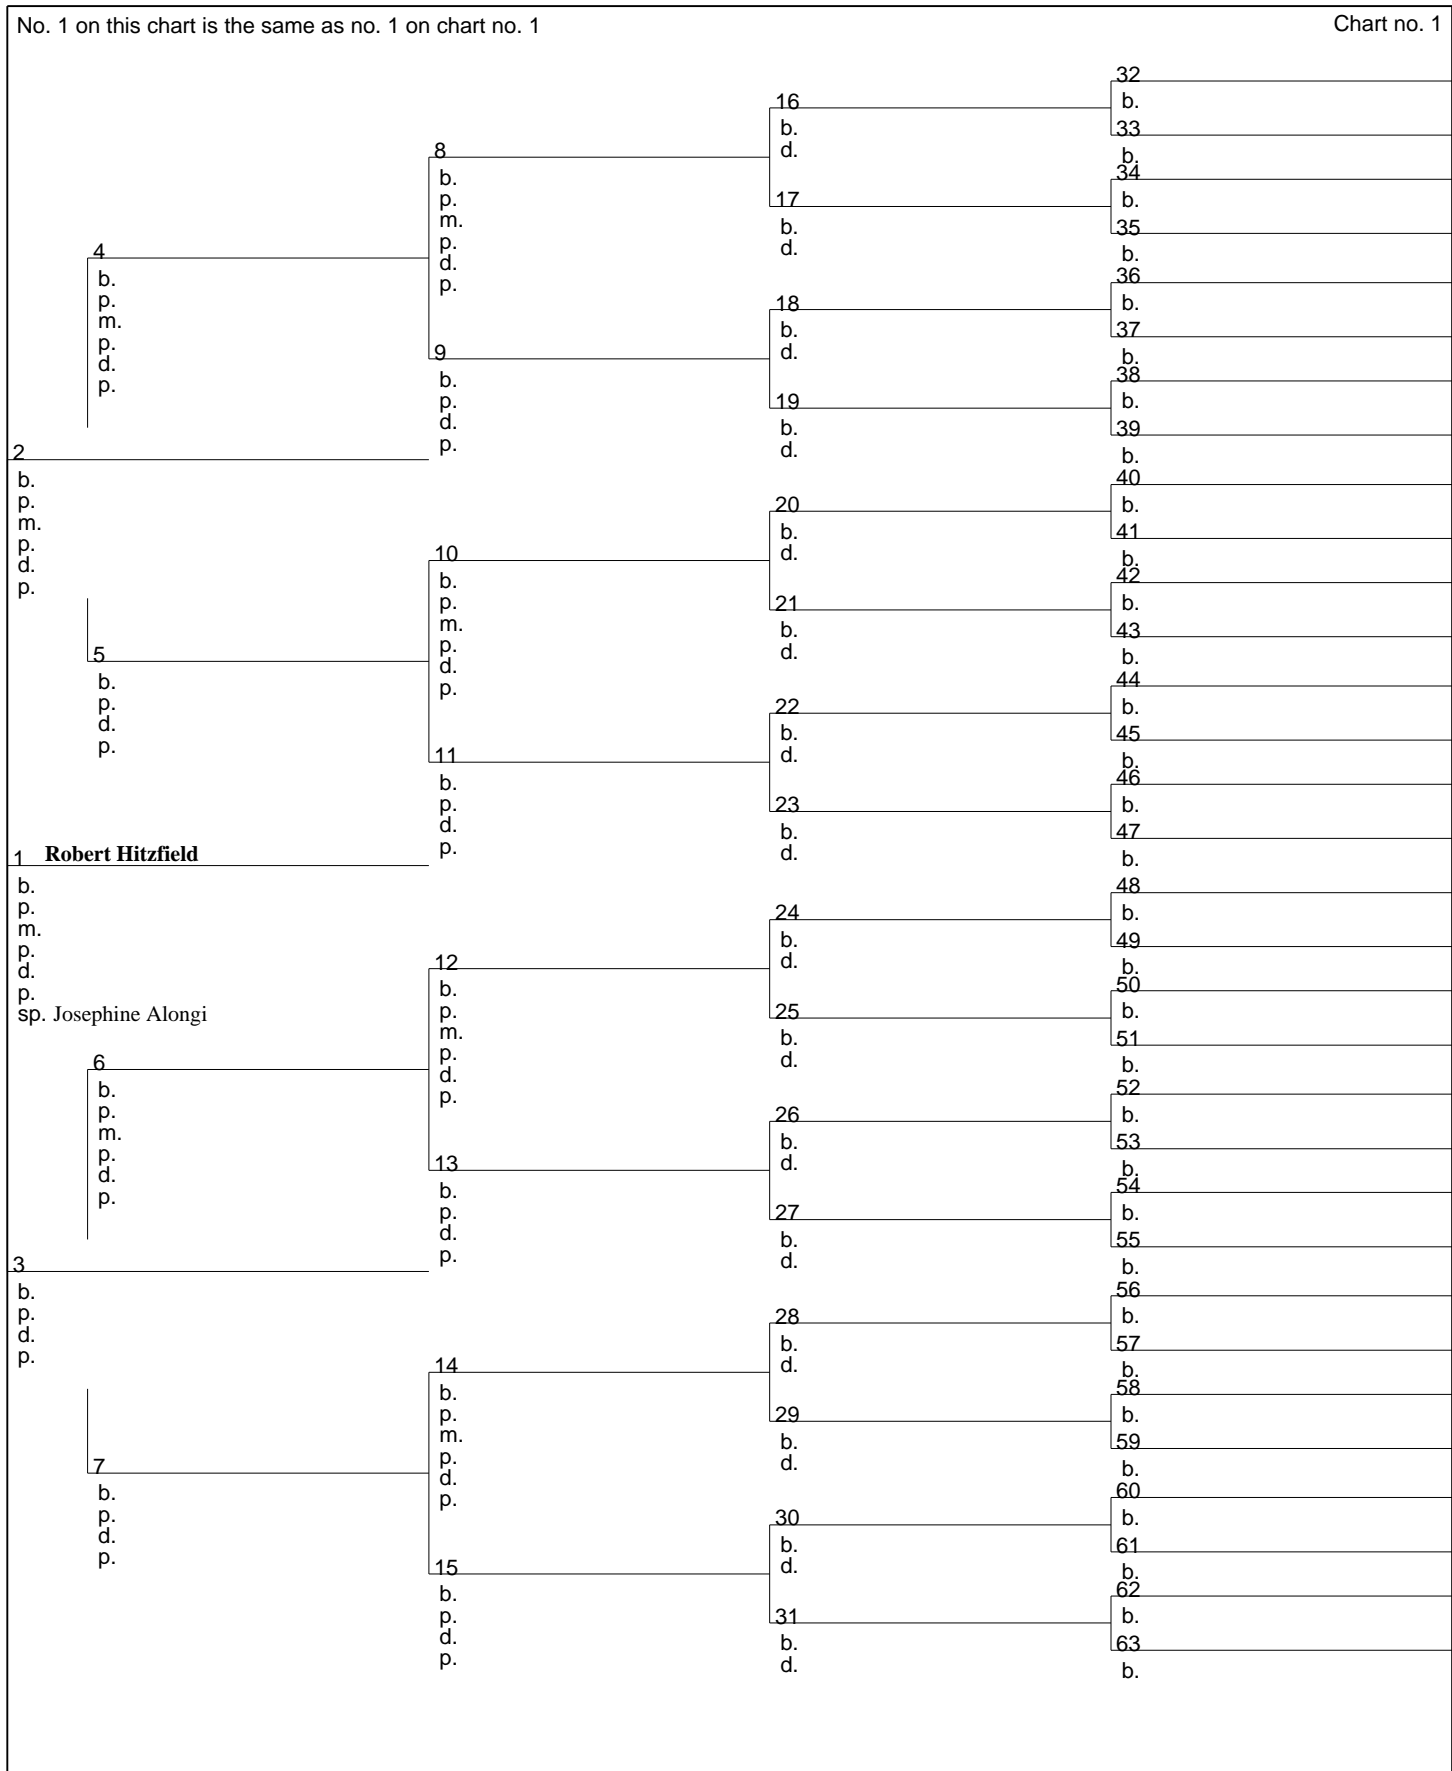 No. 1 on this chart is the same as no. 1 on chart no. 1
Chart no. 1
2
b.
p.
m.
p.
d.
p.
1 Robert Hitzfield
b.
p.
m.
p.
d.
p.
sp. Josephine Alongi
3
b.
p.
d.
p.
4
b.
p.
m.
p.
d.
p.
5
b.
p.
d.
p.
6
b.
p.
m.
p.
d.
p.
7
b.
p.
d.
p.
8
b.
p.
m.
p.
d.
p.
9
b.
p.
d.
p.
10
b.
p.
m.
p.
d.
p.
11
b.
p.
d.
p.
12
b.
p.
m.
p.
d.
p.
13
b.
p.
d.
p.
14
b.
p.
m.
p.
d.
p.
15
b.
p.
d.
p.
16
b.
d.
17
b.
d.
18
b.
d.
19
b.
d.
20
b.
d.
21
b.
d.
22
b.
d.
23
b.
d.
24
b.
d.
25
b.
d.
26
b.
d.
27
b.
d.
28
b.
d.
29
b.
d.
30
b.
d.
31
b.
d.
32
b.
33
b.
34
b.
35
b.
36
b.
37
b.
38
b.
39
b.
40
b.
41
b.
42
b.
43
b.
44
b.
45
b.
46
b.
47
b.
48
b.
49
b.
50
b.
51
b.
52
b.
53
b.
54
b.
55
b.
56
b.
57
b.
58
b.
59
b.
60
b.
61
b.
62
b.
63
b.